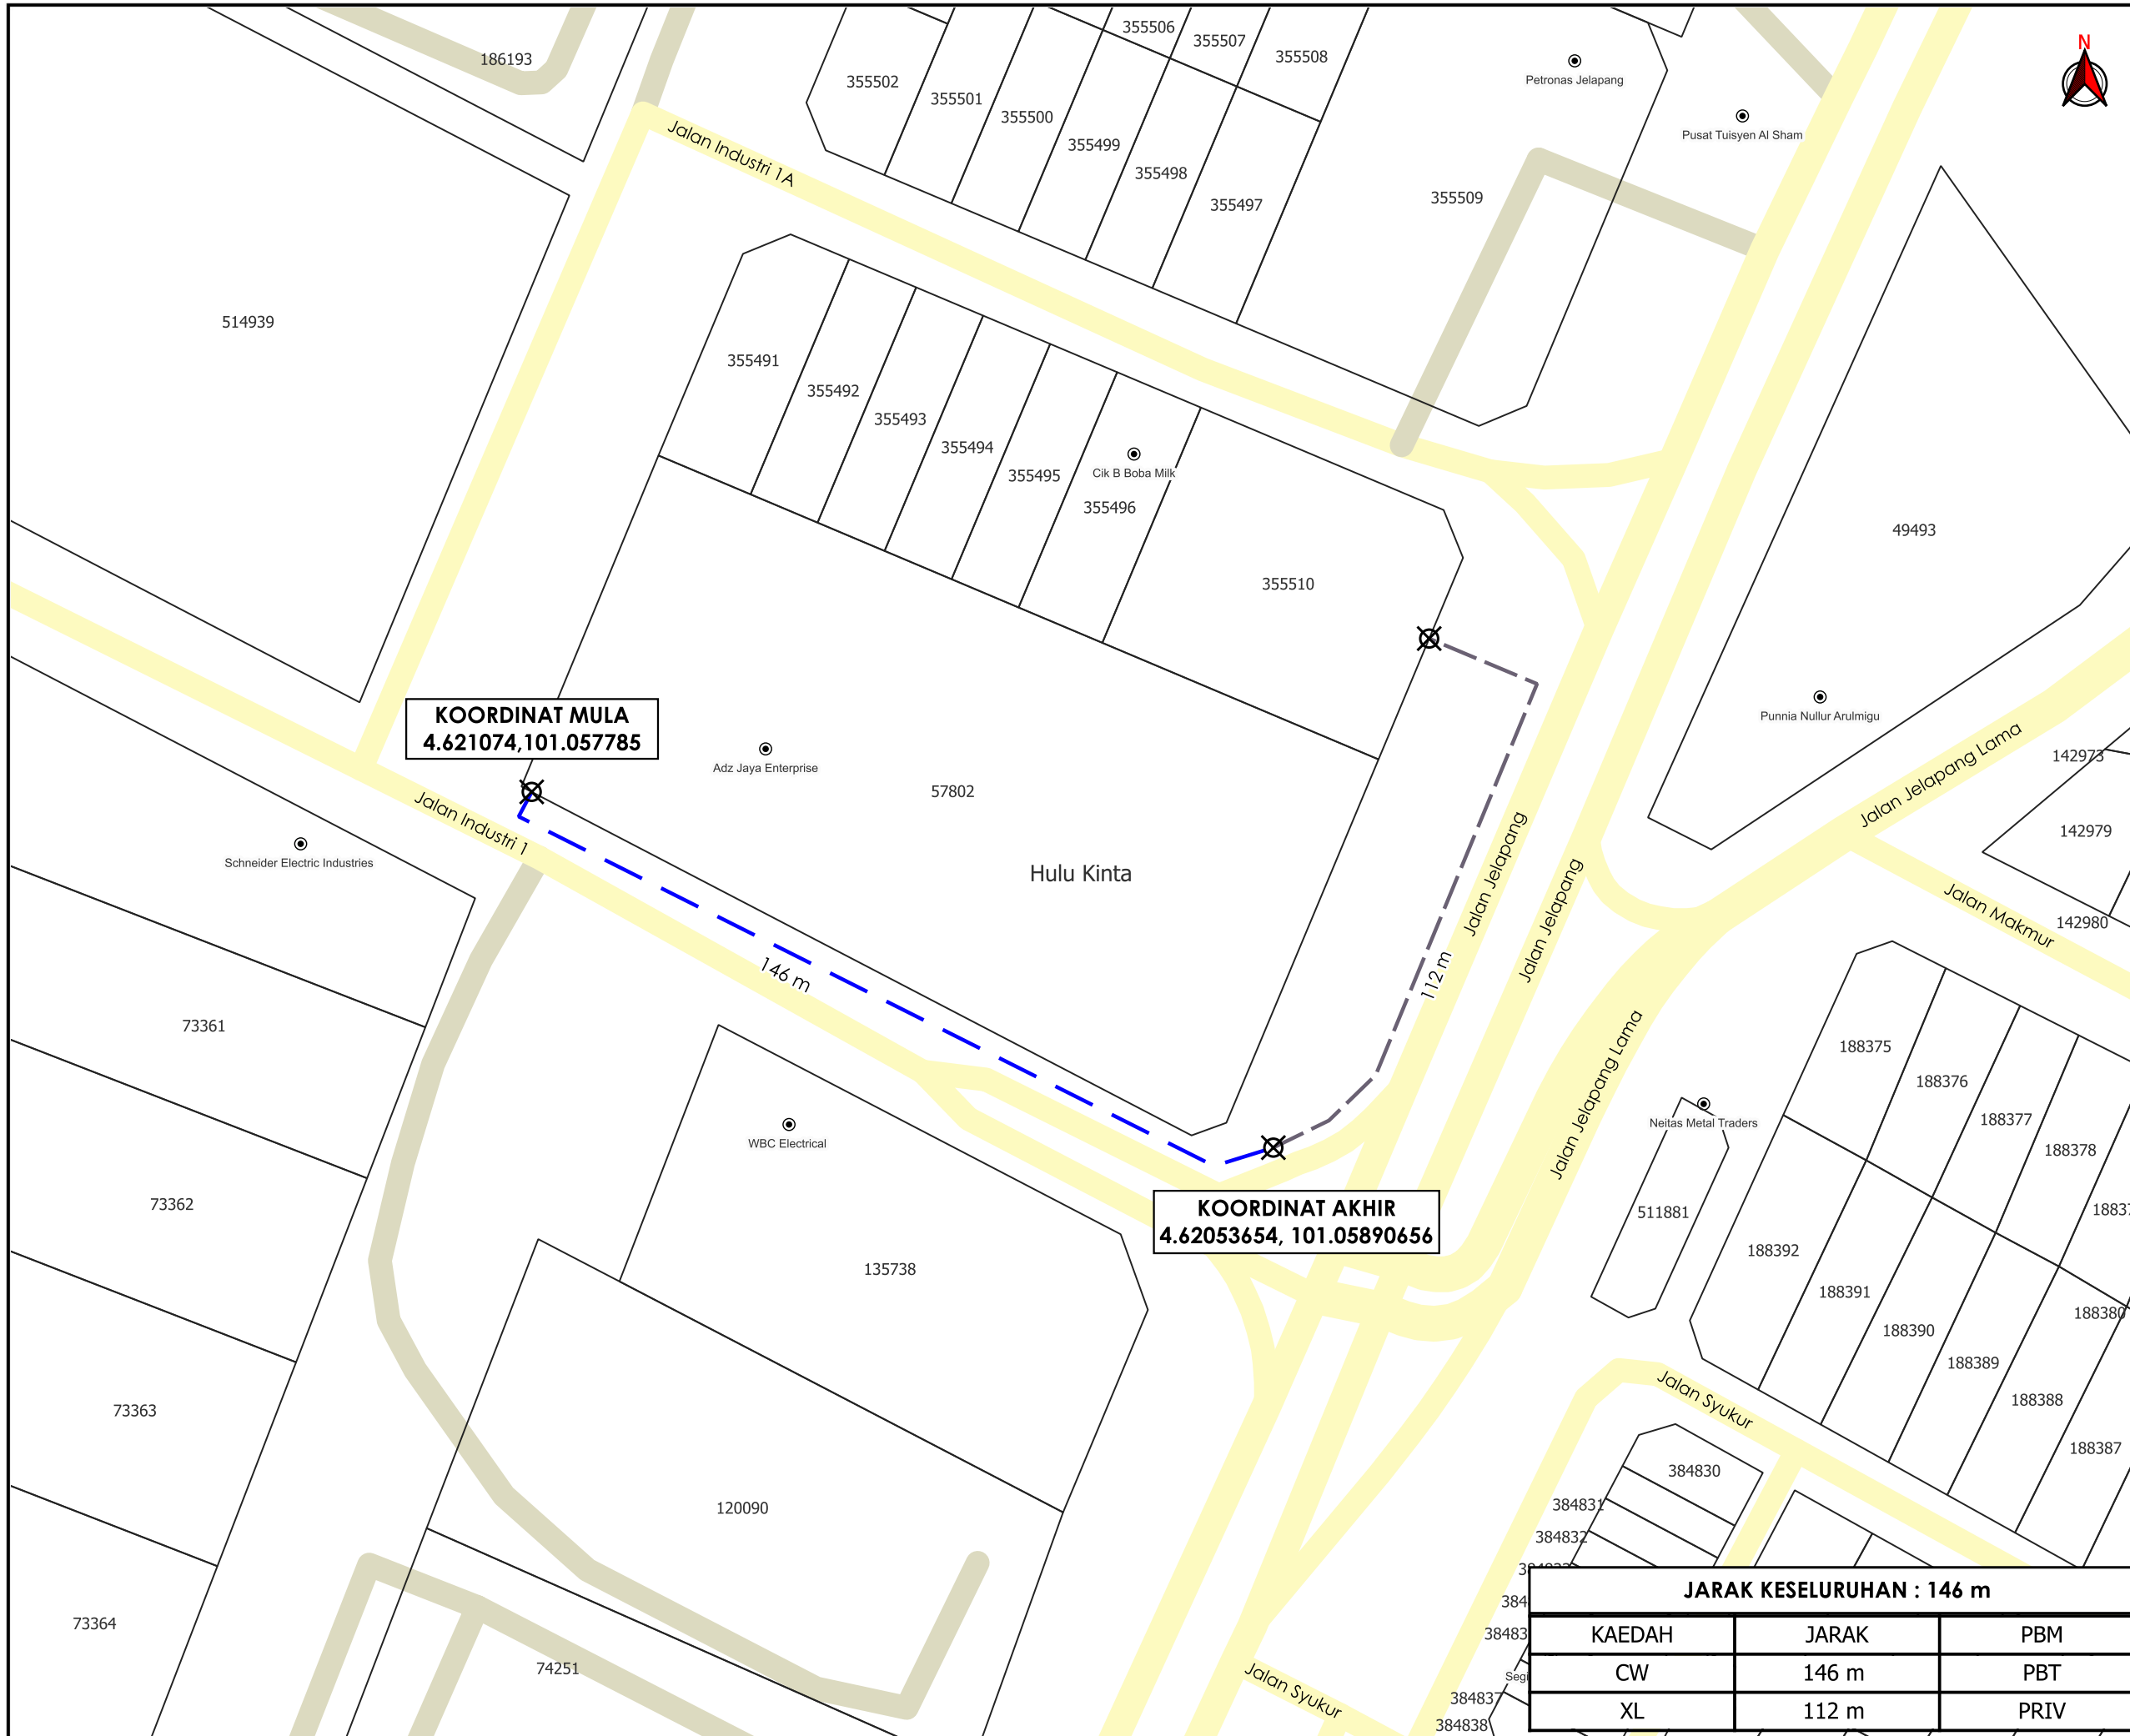 N
186193
355506
355507
355508
355502
355501
355500
355499
355498
355497
355509
Petronas Jelapang
Pusat Tuisyen Al Sham
Jalan Industri 1A
514939
355491
355492
355493
355494
355495
Cik B Boba Milk
355496
355510
49493
KOORDINAT MULA
4.621074,101.057785
Adz Jaya Enterprise
57802
Hulu Kinta
Punnia Nullur Arulmigu
Jalan Jelapang Lama
142973
142979
142980
Jalan Makmur
Jalan Industri 1
Schneider Electric Industries
146 m
112 m
Jalan Jelapang
Jalan Jelapang
Jalan Jelapang Lama
73361
73362
73363
73364
WBC Electrical
135738
120090
74251
KOORDINAT AKHIR
4.62053654, 101.05890656
Neitas Metal Traders
511881
188375
188376
188377
188378
188392
188391
188390
188389
188388
188387
188380
Jalan Syukur
384830
384831
384832
384837
384838
Jalan Syukur
JARAK KESELURUHAN : 146 m
KAEDAH JARAK PBM
CW 146 m PBT
XL 112 m PRIV